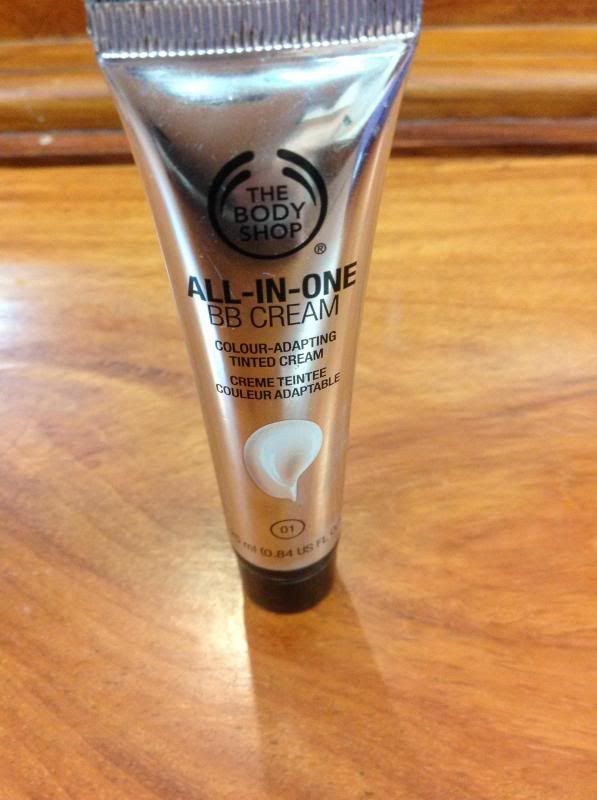 THE
BODY
SHOP
®
ALL-IN-ONE
BB CREAM
COLOUR-ADAPTING
TINTED CREAM
CREME TEINTEE
COULEUR ADAPTABLE
01
ml (0.84 US FL